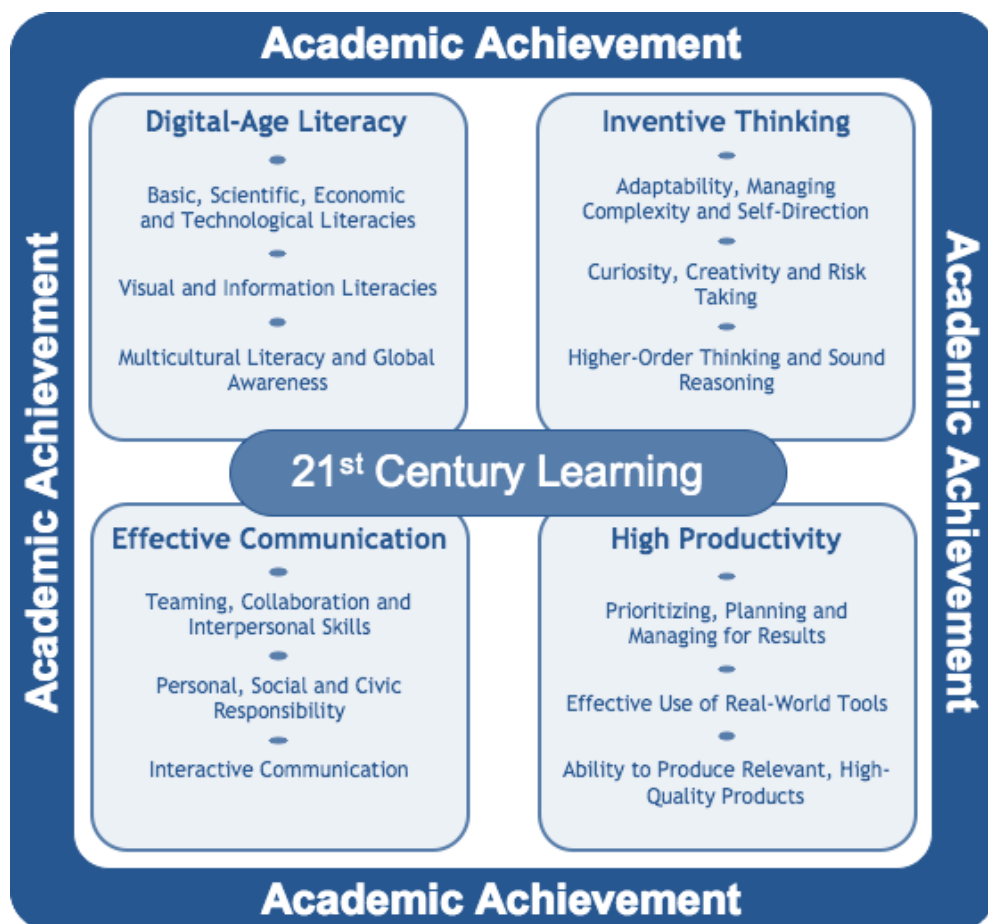 Academic Achievement
Academic Achievement
Digital-Age Literacy
Basic, Scientific, Economic
and Technological Literacies
Visual and Information Literacies
Multicultural Literacy and Global
Awareness
Inventive Thinking
Adaptability, Managing
Complexity and Self-Direction
Curiosity, Creativity and Risk
Taking
Higher-Order Thinking and Sound
Reasoning
21st Century Learning
Effective Communication
Teaming, Collaboration and
Interpersonal Skills
Personal, Social and Civic
Responsibility
Interactive Communication
High Productivity
Prioritizing, Planning and
Managing for Results
Effective Use of Real-World Tools
Ability to Produce Relevant, High-
Quality Products
Academic Achievement
Academic Achievement